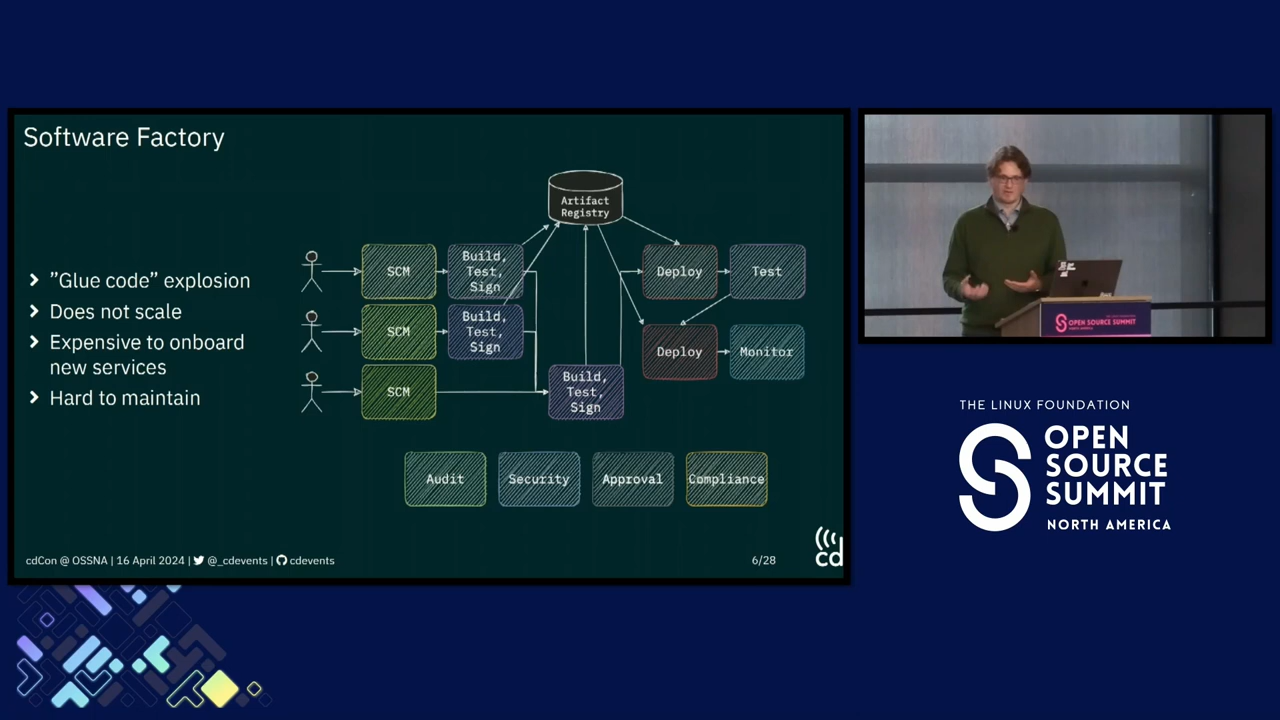 Software Factory
"Glue code" explosion
Does not scale
Expensive to onboard
new services
Hard to maintain
Artifact
Registry
SCM
Build,
Test,
Sign
Deploy
Test
SCM
Build,
Test,
Sign
Deploy
Monitor
SCM
Build,
Test,
Sign
Audit
Security
Approval
Compliance
cdCon @ OSSNA | 16 April 2024 | @_cdevents | cdevents
6/28
cd
OPEN SOURCE SUMMIT
THE LINUX FOUNDATION
OPEN
SOURCE
SUMMIT
NORTH AMERICA